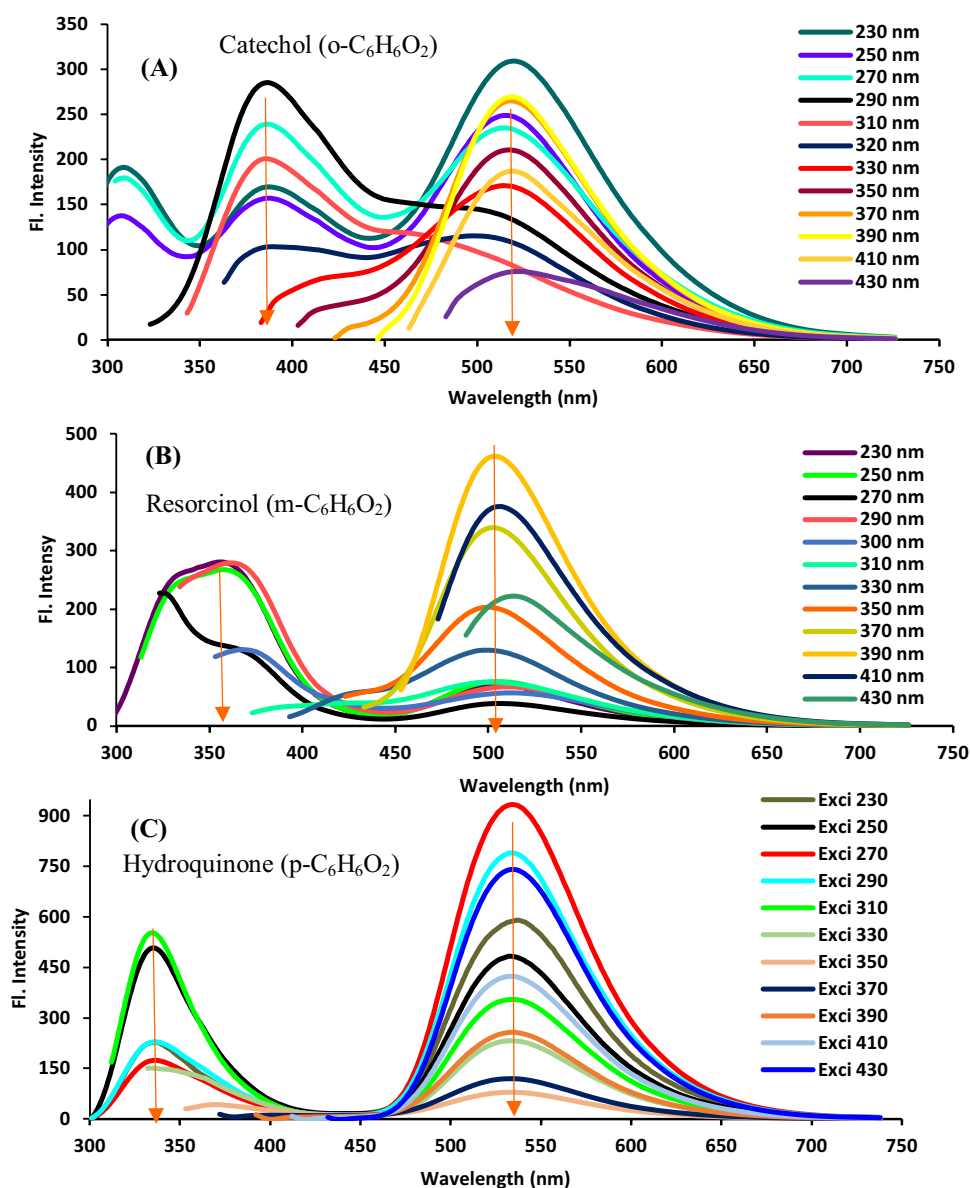 350
300
250
200
150
100
50
0
Fl. Intensity
(A)
Catechol (o-C₆H₆O₂)
230 nm
250 nm
270 nm
290 nm
310 nm
320 nm
330 nm
350 nm
370 nm
390 nm
410 nm
430 nm
300 350 400 450 500 550 600 650 700 750
Wavelength (nm)
500
400
300
200
100
0
Fl. Intensy
(B)
Resorcinol (m-C₆H₆O₂)
230 nm
250 nm
270 nm
290 nm
300 nm
310 nm
330 nm
350 nm
370 nm
390 nm
410 nm
430 nm
300 350 400 450 500 550 600 650 700 750
Wavelength (nm)
900
750
600
450
300
150
0
Fl. Intensity
(C)
Hydroquinone (p-C₆H₆O₂)
Exci 230
Exci 250
Exci 270
Exci 290
Exci 310
Exci 330
Exci 350
Exci 370
Exci 390
Exci 410
Exci 430
300 350 400 450 500 550 600 650 700 750
Wavelength (nm)